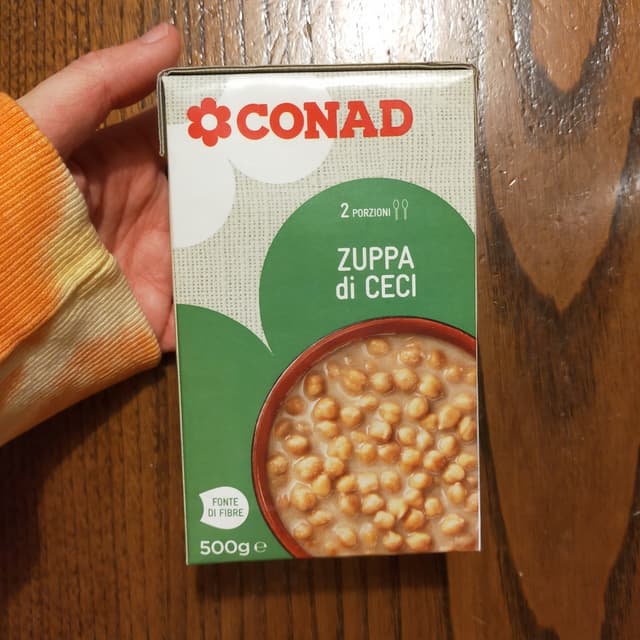 CONAD
2 PORZIONI
ZUPPA
di CECI
FONTE
DI FIBRE
500g ℮